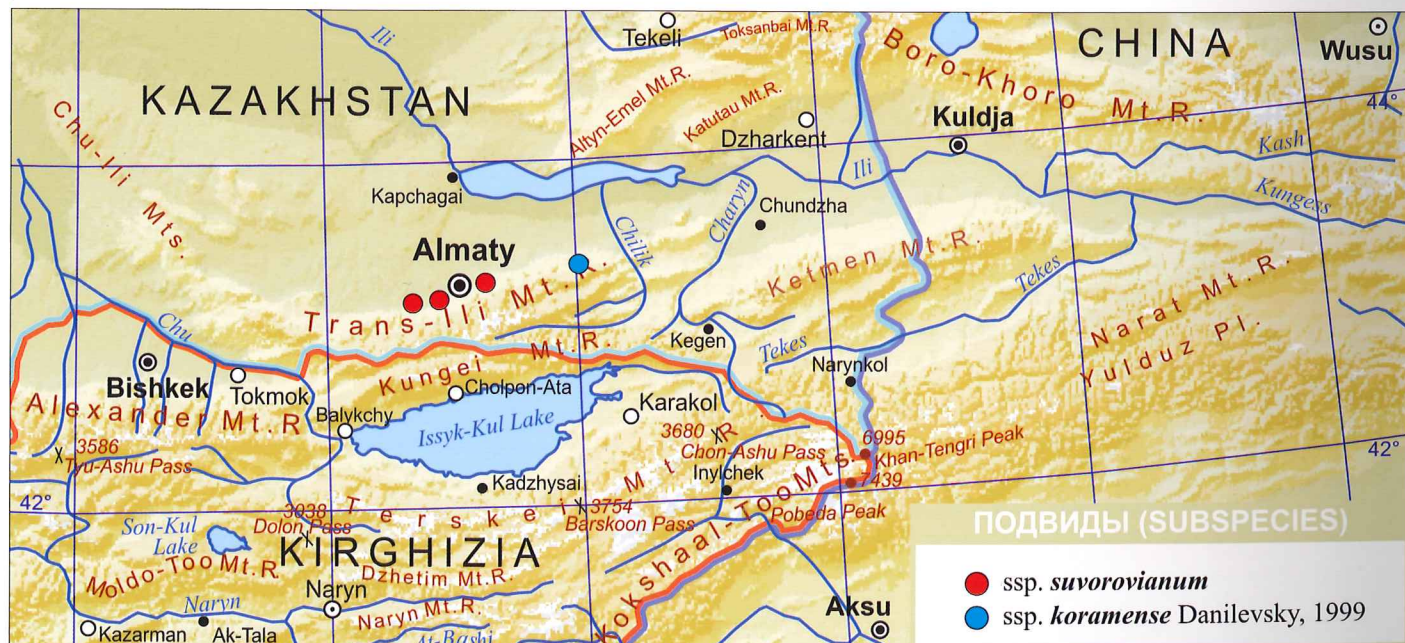 Ili
Tekeli
Toksanbai Mt.R.
Boro-Khoro Mt.R.
CHINA
Wusu
KAZAKHSTAN
Altyn-Emel Mt.R.
Katutau Mt.R.
44°
Chu-Ili Mts.
Dzharkent
Kuldja
Kash
Kapchagai
Ili
Kungess
Chilik
Charyn
Chundzha
Almaty
Ketmen Mt.R.
Tekes
Trans-Ili Mt.R.
Narat Mt.R.
Chu
Kegen
Tekes
Yulduz Pl.
Kungei Mt.R.
Narynkol
Bishkek
Tokmok
Cholpon-Ata
Alexander Mt.R
Balykchy
Issyk-Kul Lake
Karakol
3586
Tyu-Ashu Pass
3680
Chon-Ashu Pass
6995
Khan-Tengri Peak
42°
Inylchek
7439
Kadzhysai
42°
Terskei Mt.R
3038
Dolon Pass
3754
Barskoon Pass
Pobeda Peak
Kokshaal-Too Mts.
Son-Kul
Lake
KIRGHIZIA
Moldo-Too Mt.R
Dzhetim Mt.R.
Naryn
Naryn
Naryn Mt.R.
Aksu
Kazarman
Ak-Tala
At-Bashi
ПОДВИДЫ (SUBSPECIES)
ssp. suvorovianum
ssp. koramense Danilevsky, 1999